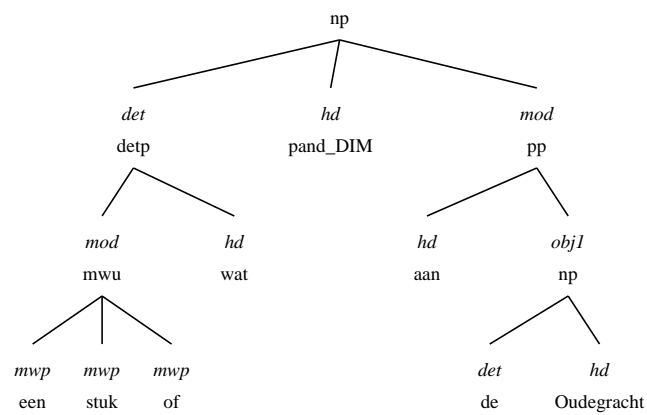 np
det hd mod
detp pand_DIM pp
mod hd hd obj1
mwu wat aan np
mwp mwp mwp det hd
een stuk of de Oudegracht